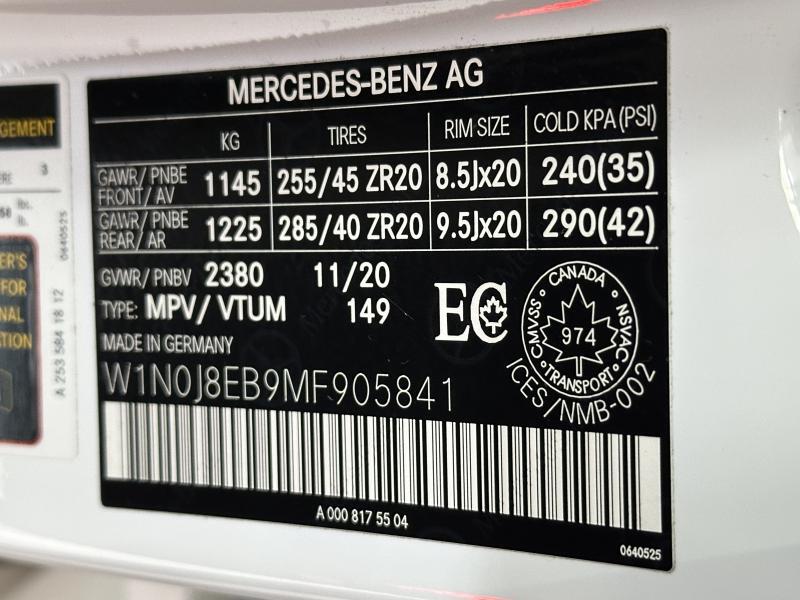 MERCEDES-BENZ AG
KG TIRES RIM SIZE COLD KPA (PSI)
GAWR/ PNBE FRONT/ AV 1145 255/45 ZR20 8.5Jx20 240(35)
GAWR/ PNBE REAR/ AR 1225 285/40 ZR20 9.5Jx20 290(42)
GVWR/ PNBV 2380 11/20
TYPE: MPV/ VTUM 149
MADE IN GERMANY
W1N0J8EB9MF905841
EC
CANADA
CMVSS · NSVAC
974
TRANSPORT
ICES/NMB-002
A 000 817 55 04
0640525
GEMENT
3
lbs.
0640525
A 253 584 18 12
ER'S
FOR
NAL
ATION